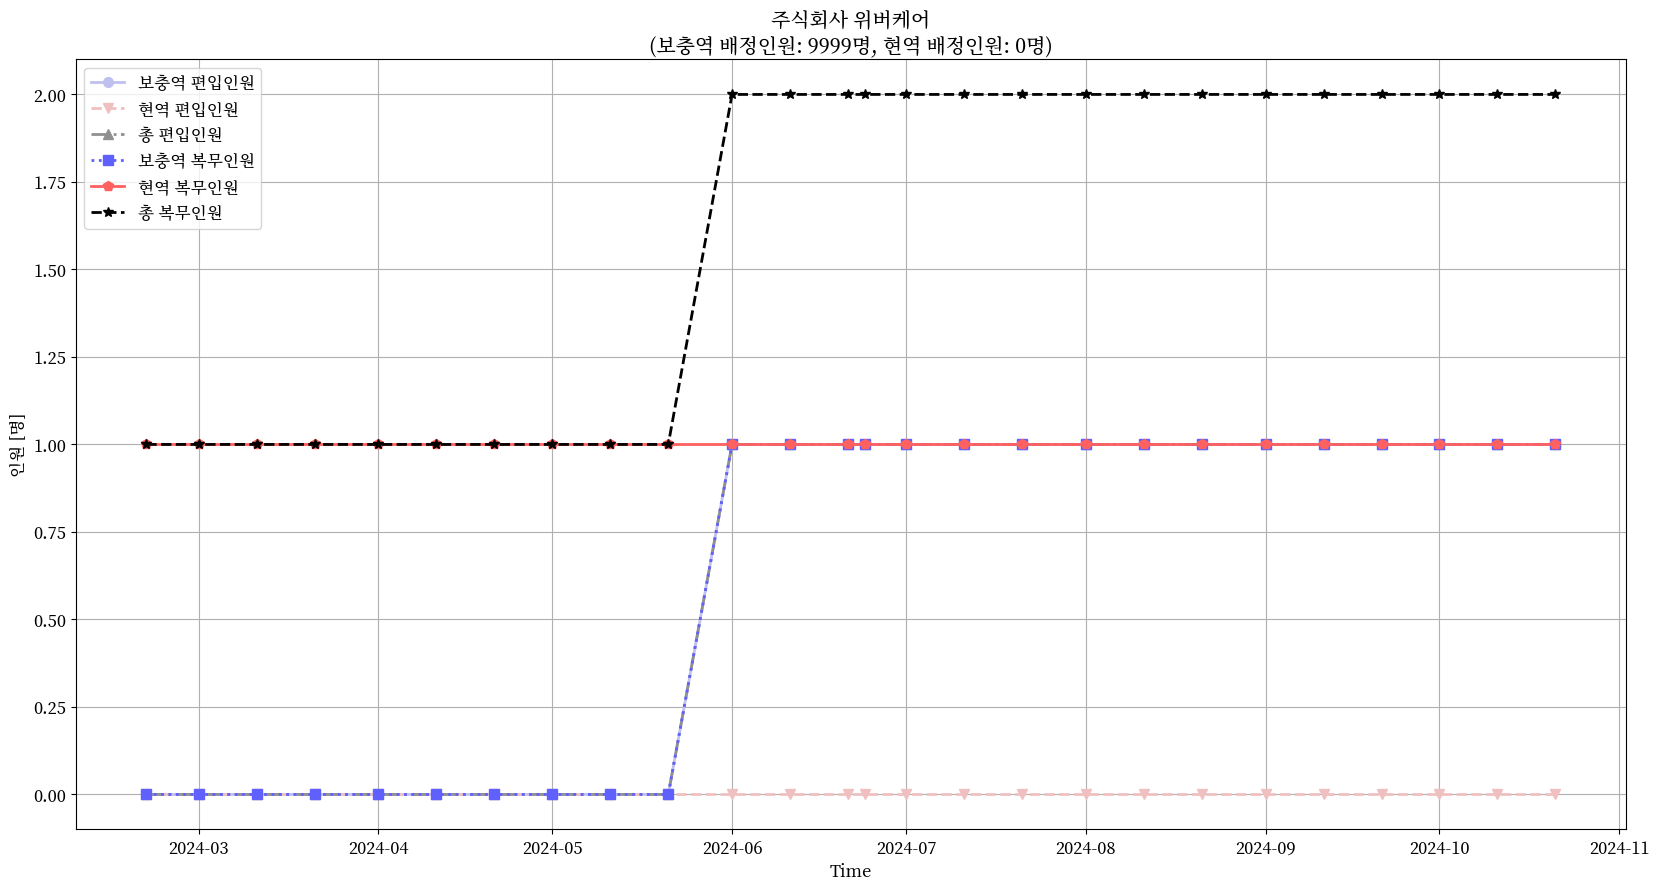 주식회사 위버케어
(보충역 배정인원: 9999명, 현역 배정인원: 0명)
보충역 편입인원
현역 편입인원
총 편입인원
보충역 복무인원
현역 복무인원
총 복무인원
2.00
1.75
1.50
1.25
1.00
0.75
0.50
0.25
0.00
인원 [명]
2024-03 2024-04 2024-05 2024-06 2024-07 2024-08 2024-09 2024-10 2024-11
Time